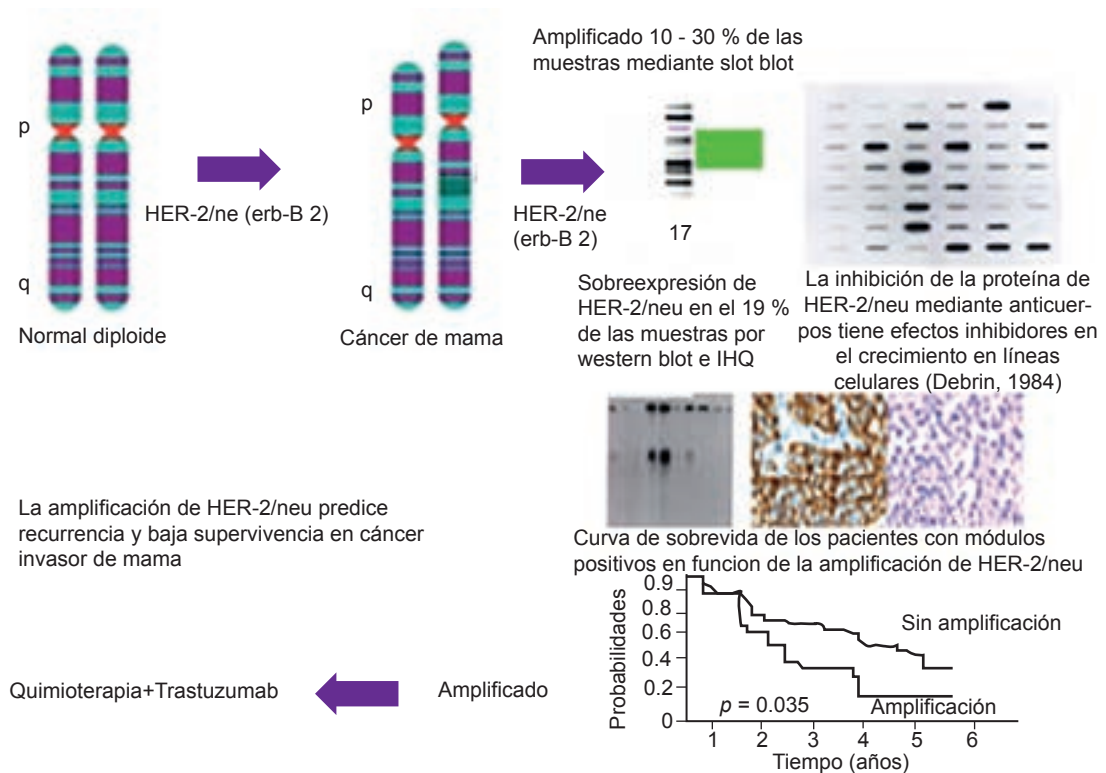 Amplificado 10 - 30 % de las
muestras mediante slot blot
p
q
Normal diploide
HER-2/ne (erb-B 2)
p
q
Cáncer de mama
HER-2/ne
(erb-B 2)
17
Sobreexpresión de
HER-2/neu en el 19 %
de las muestras por
western blot e IHQ
La inhibición de la proteína de
HER-2/neu mediante anticuer-
pos tiene efectos inhibidores en
el crecimiento en líneas
celulares (Debrin, 1984)
La amplificación de HER-2/neu predice
recurrencia y baja supervivencia en cáncer
invasor de mama
Curva de sobrevida de los pacientes con módulos
positivos en funcion de la amplificación de HER-2/neu
Probabilidades
0.9
0.8
0.6
0.4
0.2
0
Sin amplificación
Amplificación
p = 0.035
1 2 3 4 5 6
Tiempo (años)
Quimioterapia+Trastuzumab
Amplificado